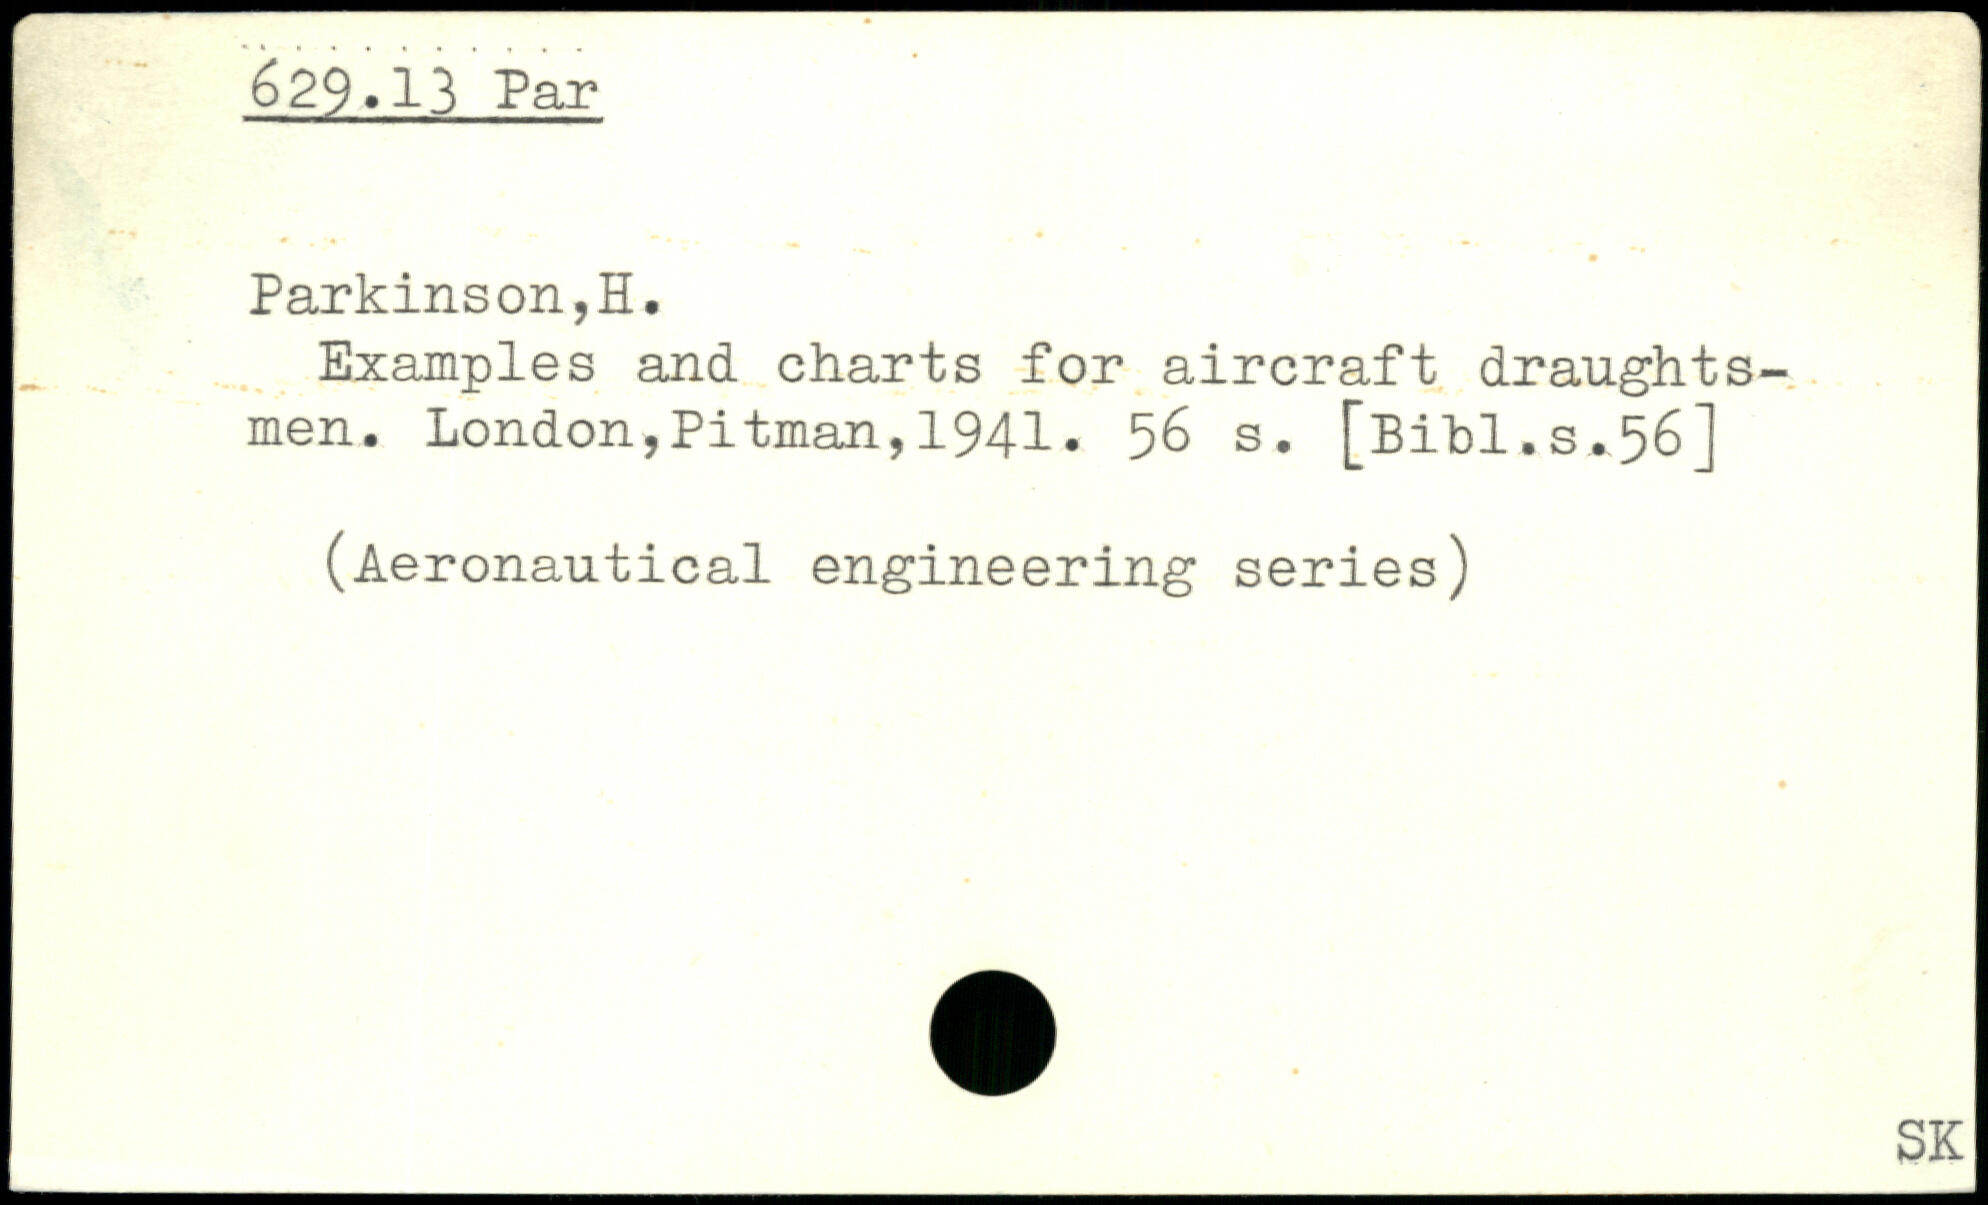 629.13 Par
Parkinson,H.
Examples and charts for aircraft draughts-
men. London,Pitman,1941. 56 s. [Bibl.s.56]
(Aeronautical engineering series)
SK